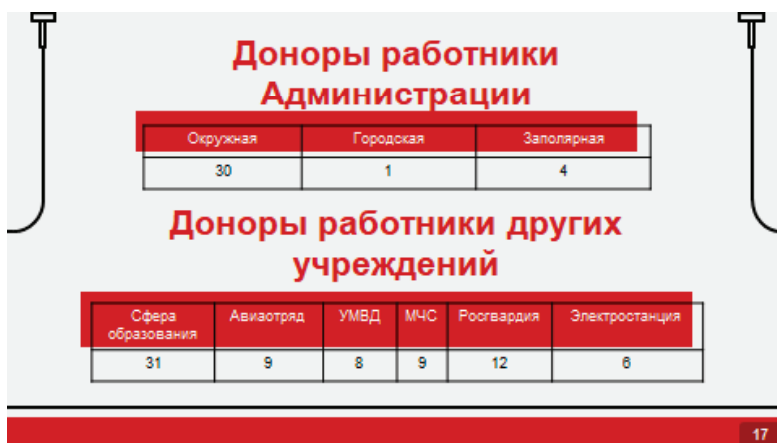 Доноры работники
Администрации
Окружная Городская Заполярная
30 1 4
Доноры работники других
учреждений
Сфера образования Авиаотряд УМВД МЧС Росгвардия Электростанция
31 9 8 9 12 6
17